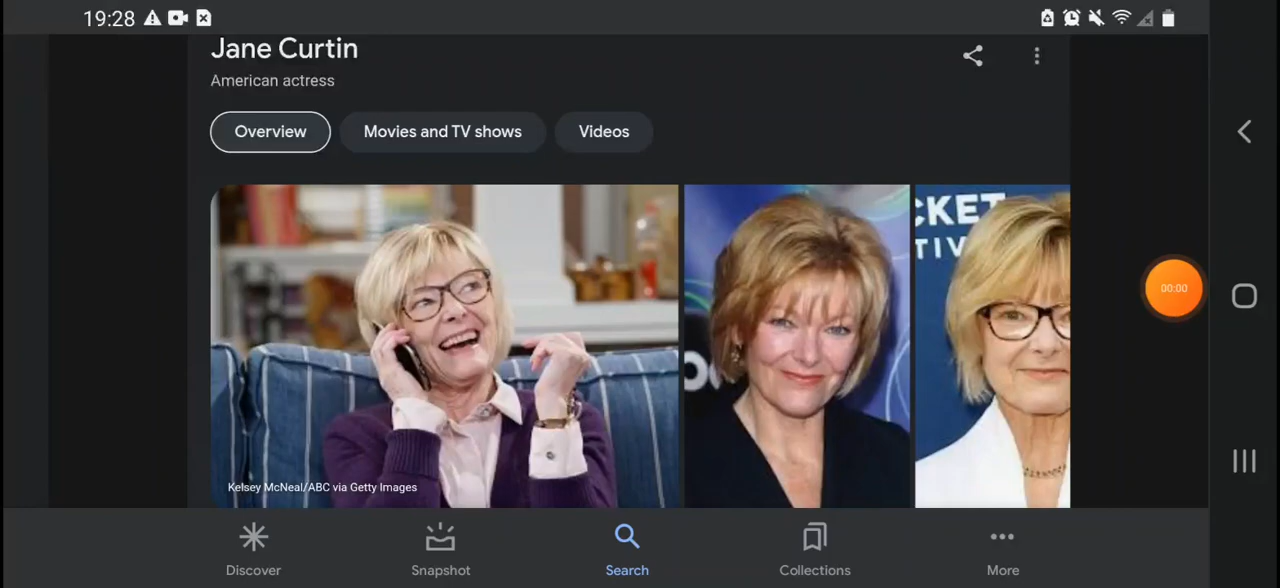 19:28
Jane Curtin
American actress
Overview
Movies and TV shows
Videos
CKET
TIV
00:00
Kelsey McNeal/ABC via Getty Images
Discover
Snapshot
Search
Collections
More